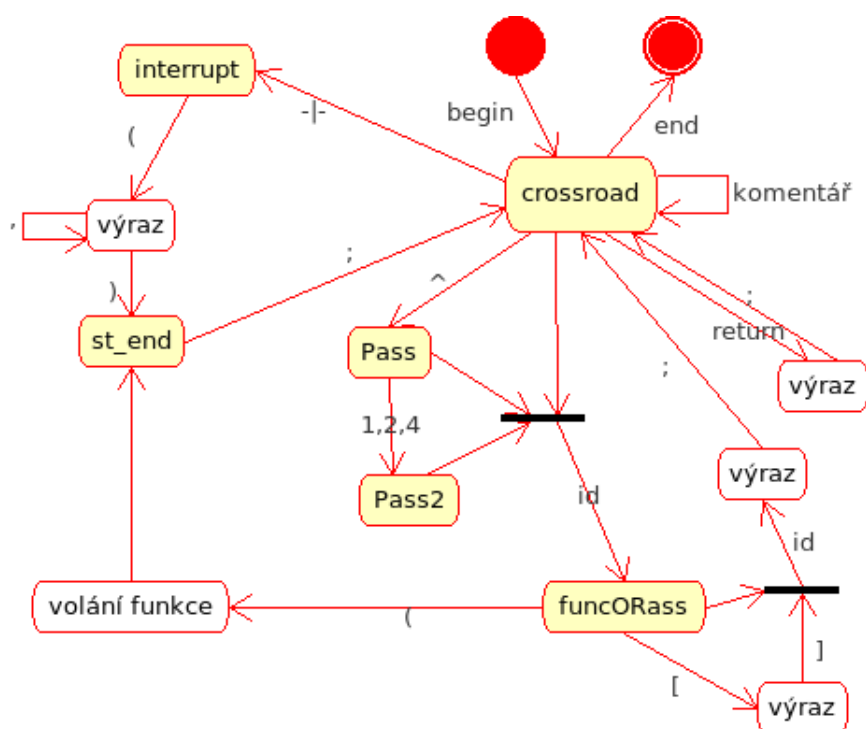 interrupt
begin
end
-|-
(
crossroad
komentář
,
výraz
;
^
)
;
st_end
Pass
return
výraz
;
1,2,4
výraz
Pass2
id
id
volání funkce
(
funcORass
]
[
výraz